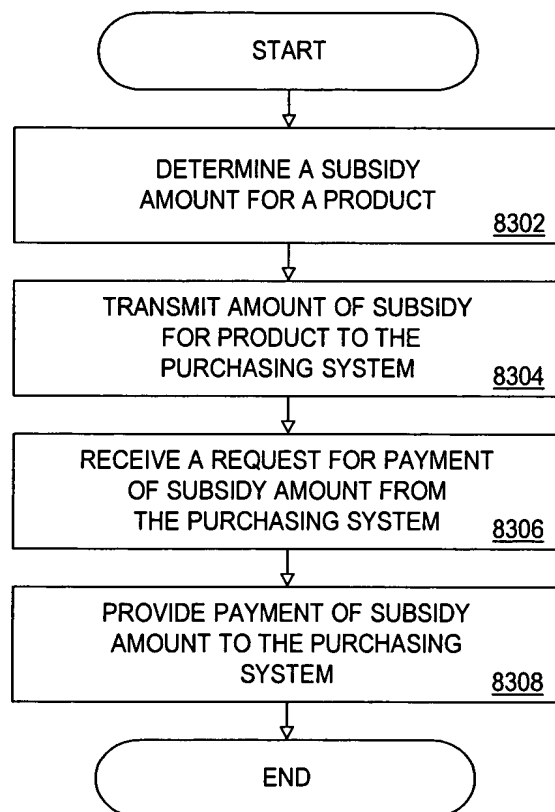 START
DETERMINE A SUBSIDY
AMOUNT FOR A PRODUCT
8302
TRANSMIT AMOUNT OF SUBSIDY
FOR PRODUCT TO THE
PURCHASING SYSTEM
8304
RECEIVE A REQUEST FOR PAYMENT
OF SUBSIDY AMOUNT FROM
THE PURCHASING SYSTEM
8306
PROVIDE PAYMENT OF SUBSIDY
AMOUNT TO THE PURCHASING
SYSTEM
8308
END